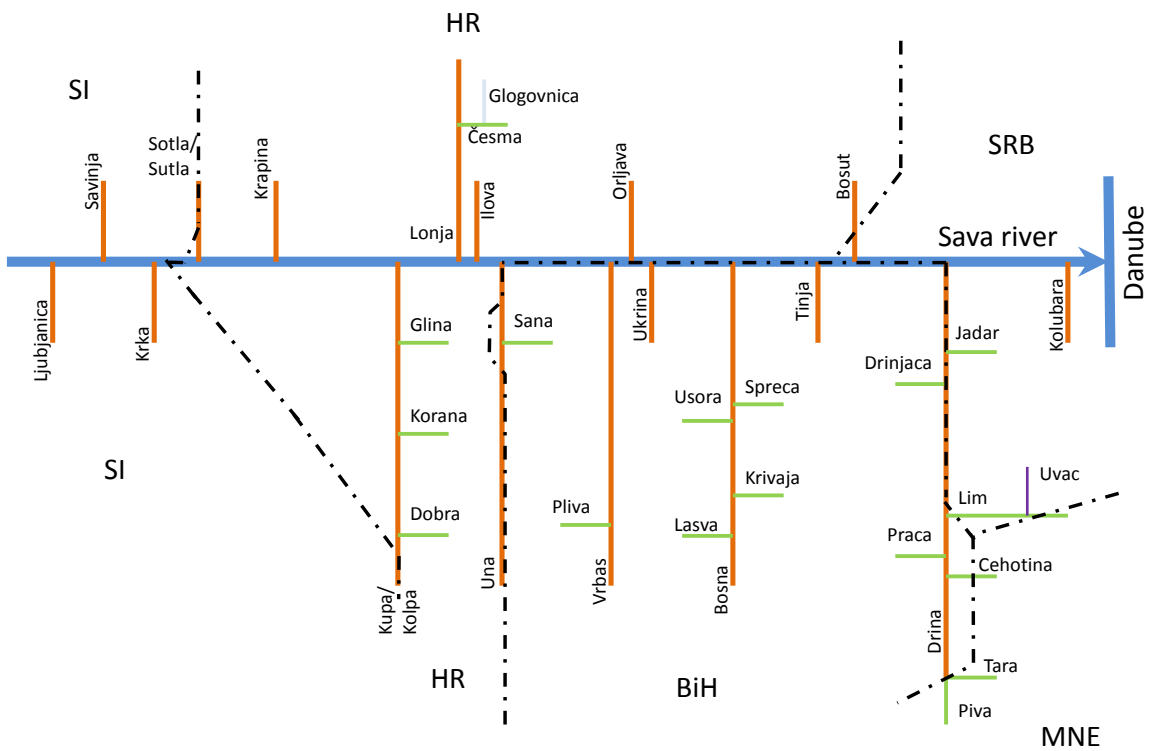 HR
SI
Glogovnica
Česma
Sotla/
Sutla
SRB
Savinja
Krapina
Ilova
Orljava
Bosut
Lonja
Sava river
Danube
Ljubjanica
Krka
Glina
Sana
Ukrina
Tinja
Jadar
Kolubara
Drinjaca
Spreca
Usora
Korana
SI
Krivaja
Uvac
Lim
Pliva
Dobra
Lasva
Praca
Cehotina
Kupa/
Kolpa
Una
Vrbas
Bosna
Drina
Tara
HR
BiH
Piva
MNE